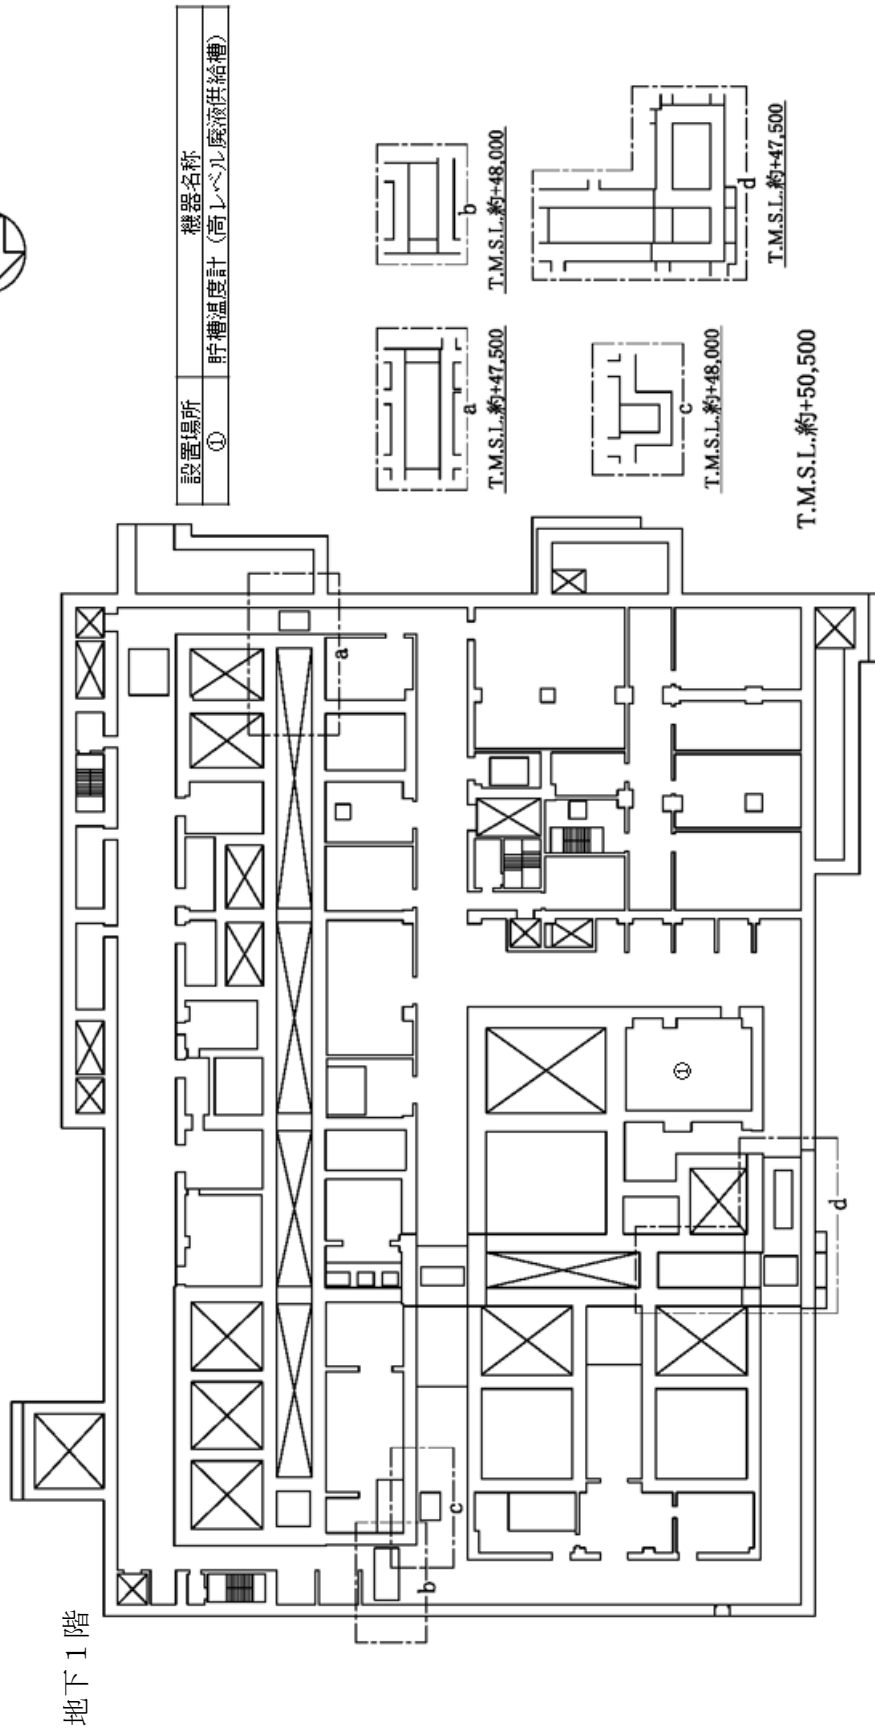 地下1階
設置場所 機器名称
① 貯槽温度計（高レベル廃液供給槽）
a
b
c
d
①
a
T.M.S.L.約+47,500
b
T.M.S.L.約+48,000
c
T.M.S.L.約+48,000
d
T.M.S.L.約+47,500
T.M.S.L.約+50,500